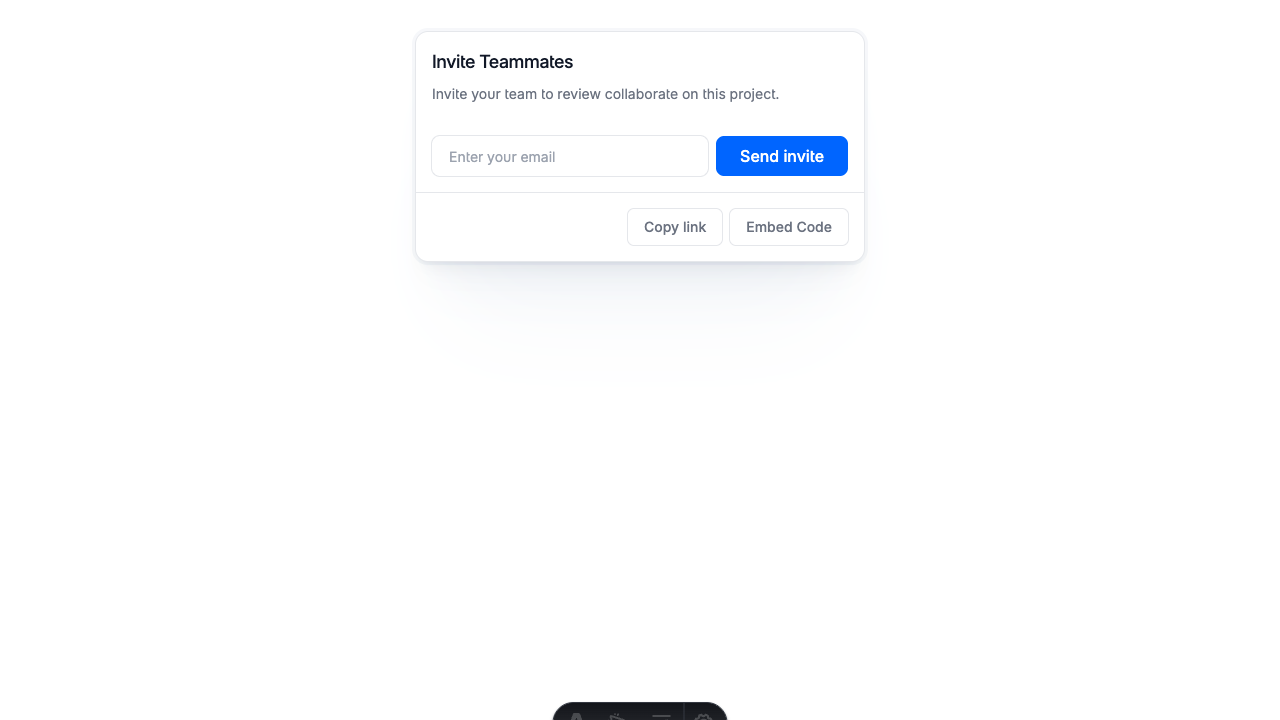 Invite Teammates
Invite your team to review collaborate on this project.
Enter your email
Send invite
Copy link
Embed Code